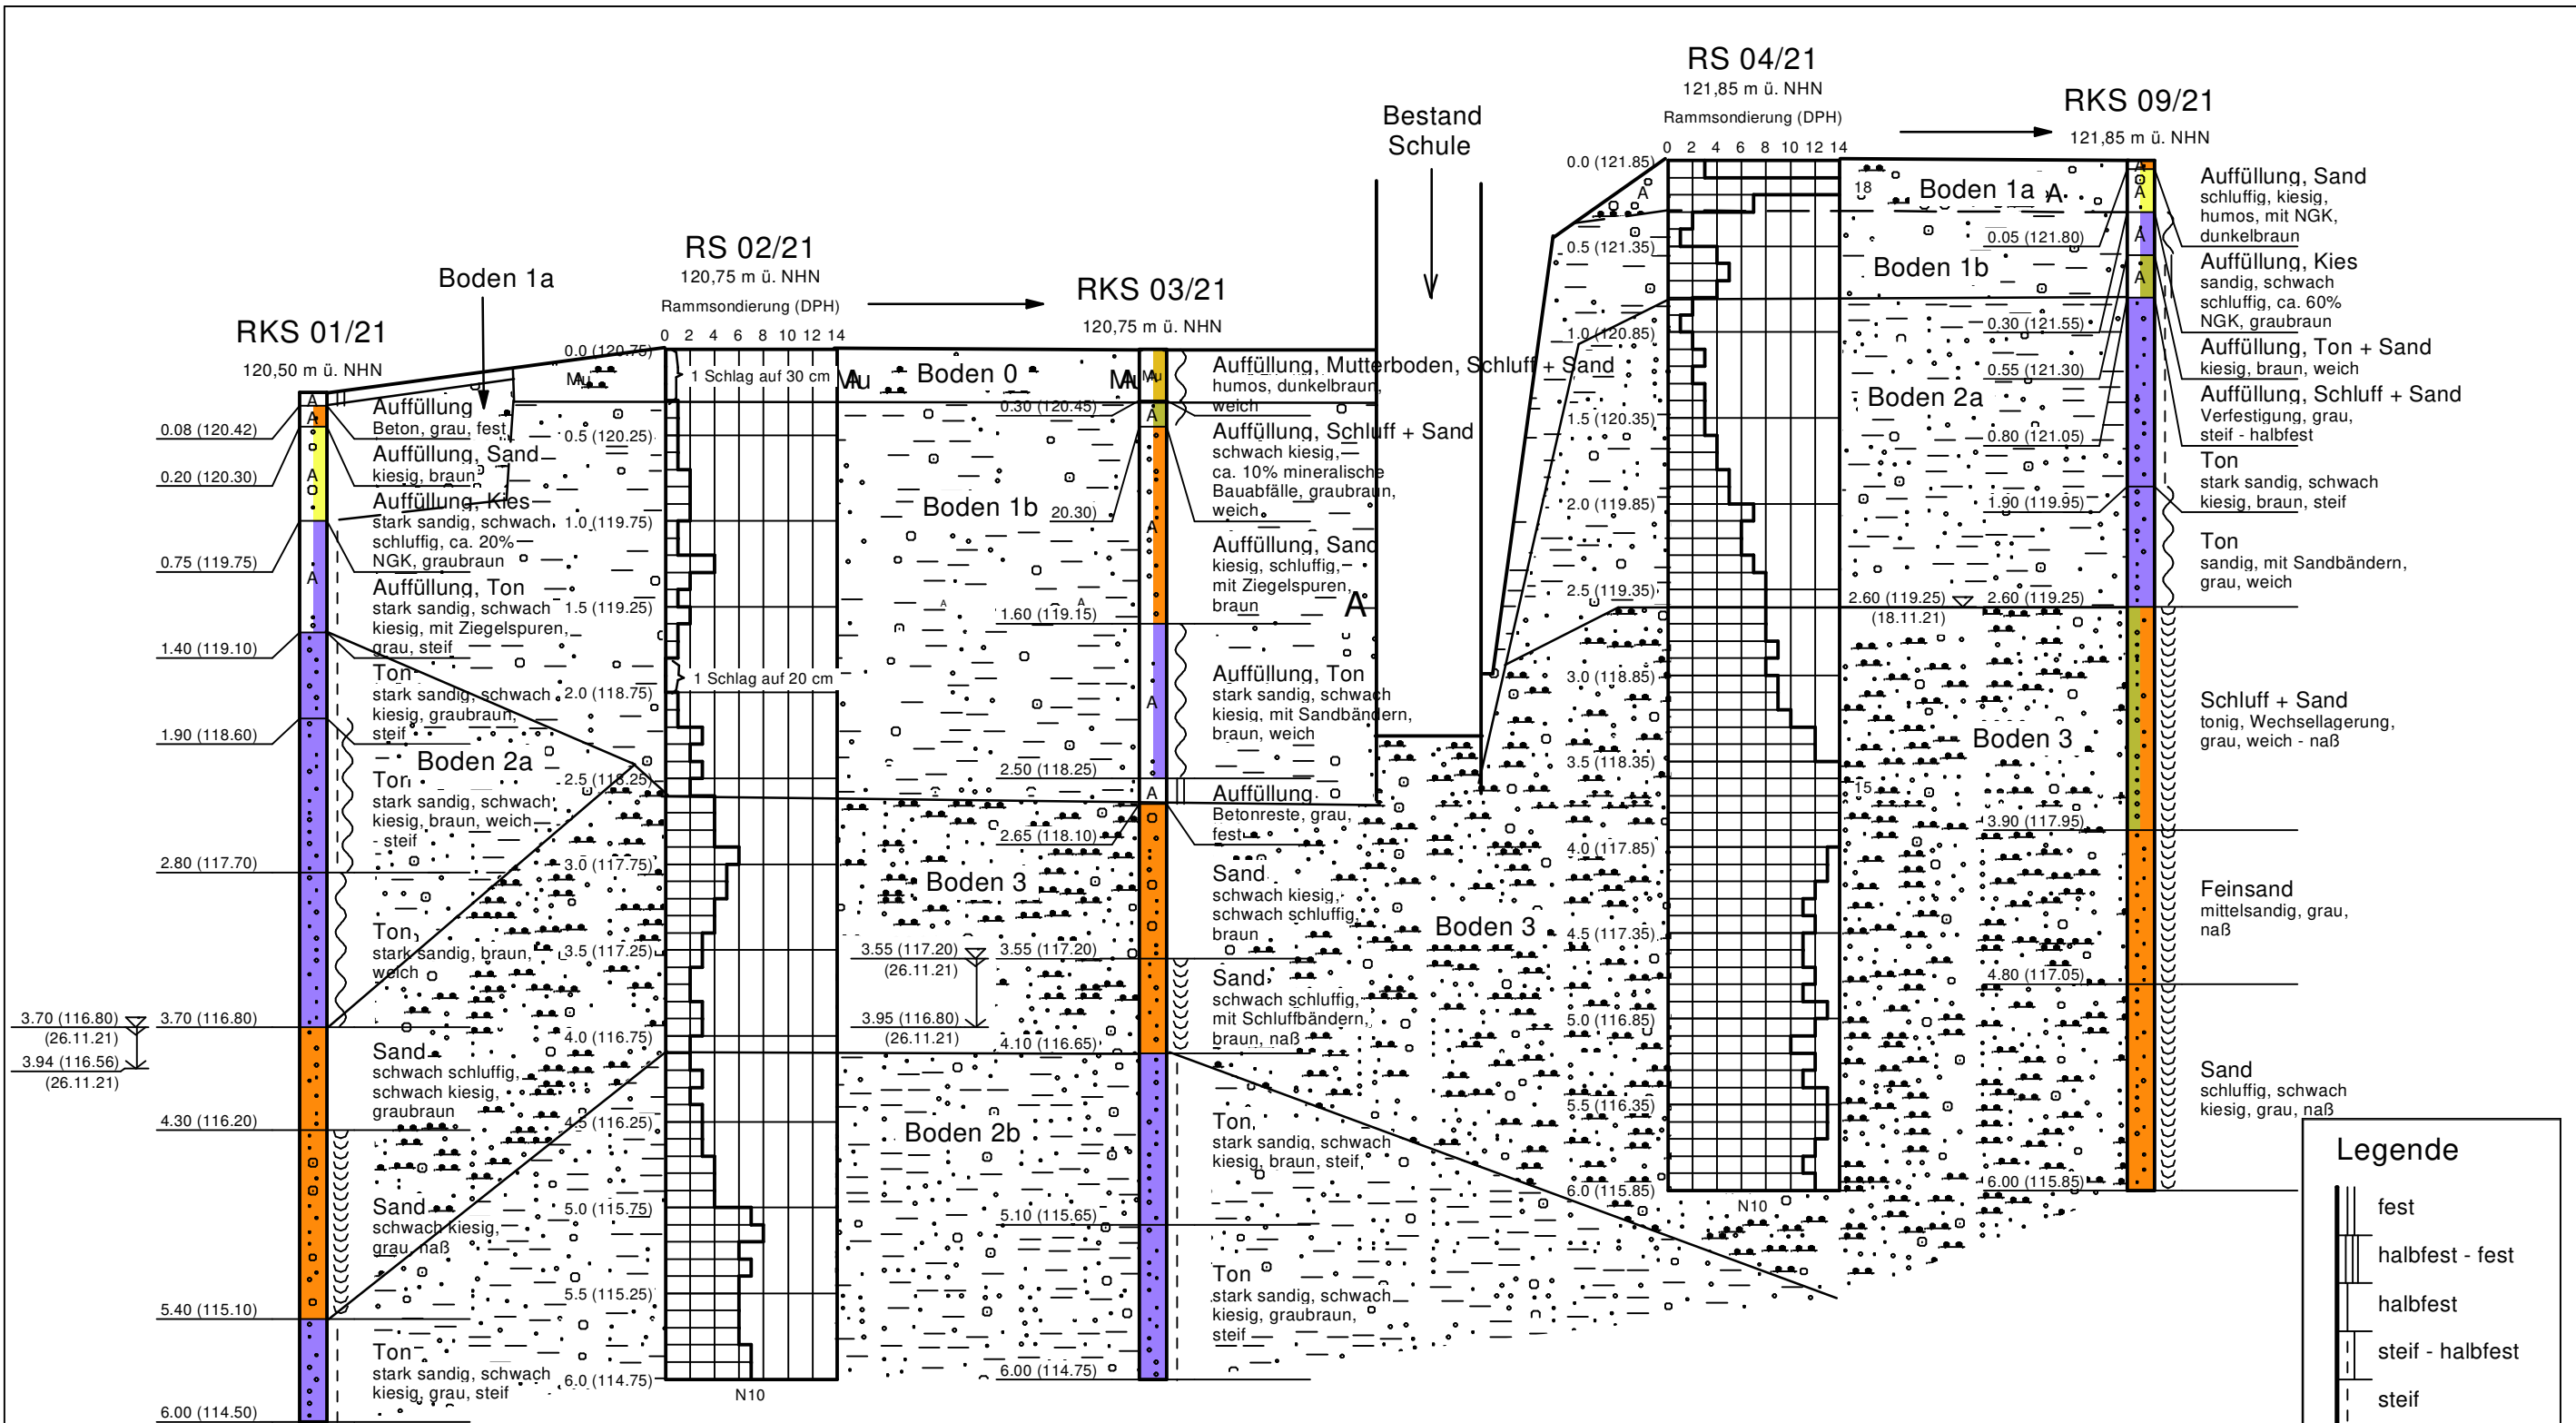 RKS 01/21
120,50 m ü. NHN
0.08 (120.42)
0.20 (120.30)
0.75 (119.75)
1.40 (119.10)
1.90 (118.60)
2.80 (117.70)
3.70 (116.80)
(26.11.21)
3.94 (116.56)
(26.11.21)
3.70 (116.80)
4.30 (116.20)
5.40 (115.10)
6.00 (114.50)
A
A
A
A
Auffüllung
Beton, grau, fest
Auffüllung, Sand
kiesig, braun
Auffüllung, Kies
stark sandig, schwach
schluffig, ca. 20%
NGK, graubraun
Auffüllung, Ton
stark sandig, schwach
kiesig, mit Ziegelspuren,
grau, steif
Ton
stark sandig, schwach
kiesig, graubraun,
steif
Ton
stark sandig, schwach
kiesig, braun, weich
- steif
Ton
stark sandig, braun,
weich
Sand
schwach schluffig,
schwach kiesig,
graubraun
Sand
schwach kiesig,
grau, naß
Ton
stark sandig, schwach
kiesig, grau, steif
Boden 1a
Boden 2a
Mu
RS 02/21
120,75 m ü. NHN
Rammsondierung (DPH)
0 2 4 6 8 10 12 14
0.0 (120.75)
0.5 (120.25)
1.0 (119.75)
1.5 (119.25)
2.0 (118.75)
2.5 (118.25)
3.0 (117.75)
3.5 (117.25)
4.0 (116.75)
4.5 (116.25)
5.0 (115.75)
5.5 (115.25)
6.0 (114.75)
1 Schlag auf 30 cm
1 Schlag auf 20 cm
N10
Mu
Boden 0
Mu
Boden 1b
Boden 3
Boden 2b
RKS 03/21
120,75 m ü. NHN
0.30 (120.45)
20.30)
1.60 (119.15)
2.50 (118.25)
2.65 (118.10)
3.55 (117.20)
(26.11.21)
3.95 (116.80)
(26.11.21)
3.55 (117.20)
4.10 (116.65)
5.10 (115.65)
6.00 (114.75)
Mu
A
A
A
A
Auffüllung, Mutterboden, Schluff + Sand
humos, dunkelbraun,
weich
Auffüllung, Schluff + Sand
schwach kiesig,
ca. 10% mineralische
Bauabfälle, graubraun,
weich
Auffüllung, Sand
kiesig, schluffig,
mit Ziegelspuren,
braun
Auffüllung, Ton
stark sandig, schwach
kiesig, mit Sandbändern,
braun, weich
Auffüllung
Betonreste, grau,
fest
Sand
schwach kiesig,
schwach schluffig,
braun
Sand
schwach schluffig,
mit Schluffbändern,
braun, naß
Ton
stark sandig, schwach
kiesig, braun, steif
Ton
stark sandig, schwach
kiesig, graubraun,
steif
A
Bestand
Schule
Boden 3
RS 04/21
121,85 m ü. NHN
Rammsondierung (DPH)
0 2 4 6 8 10 12 14
0.0 (121.85)
0.5 (121.35)
1.0 (120.85)
1.5 (120.35)
2.0 (119.85)
2.5 (119.35)
3.0 (118.85)
3.5 (118.35)
4.0 (117.85)
4.5 (117.35)
5.0 (116.85)
5.5 (116.35)
6.0 (115.85)
A
18
15
N10
Boden 1a A
Boden 1b
Boden 2a
Boden 3
RKS 09/21
121,85 m ü. NHN
0.05 (121.80)
0.30 (121.55)
0.55 (121.30)
0.80 (121.05)
1.90 (119.95)
2.60 (119.25)
(18.11.21)
2.60 (119.25)
3.90 (117.95)
4.80 (117.05)
6.00 (115.85)
A
A
A
A
Auffüllung, Sand
schluffig, kiesig,
humos, mit NGK,
dunkelbraun
Auffüllung, Kies
sandig, schwach
schluffig, ca. 60%
NGK, graubraun
Auffüllung, Ton + Sand
kiesig, braun, weich
Auffüllung, Schluff + Sand
Verfestigung, grau,
steif - halbfest
Ton
stark sandig, schwach
kiesig, braun, steif
Ton
sandig, mit Sandbändern,
grau, weich
Schluff + Sand
tonig, Wechsellagerung,
grau, weich - naß
Feinsand
mittelsandig, grau,
naß
Sand
schluffig, schwach
kiesig, grau, naß
Legende
fest
halbfest - fest
halbfest
steif - halbfest
steif